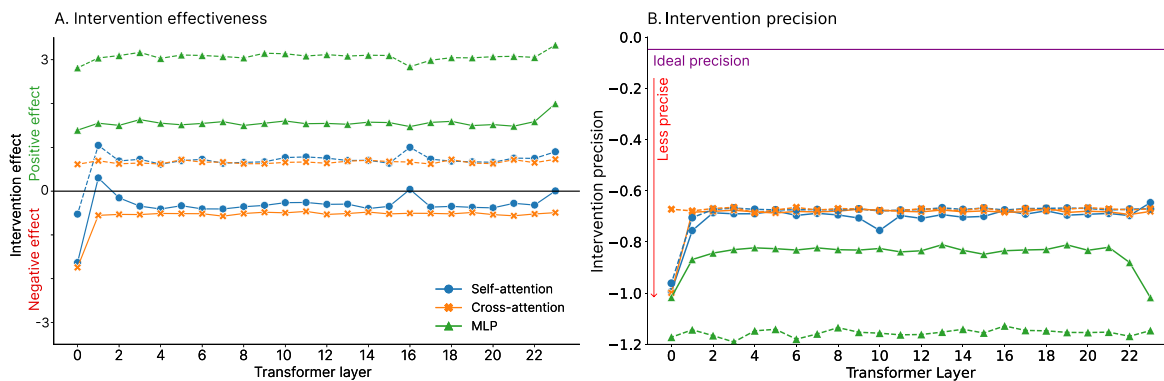 A. Intervention effectiveness
Intervention effect
Positive effect
Negative effect
3
0
-3
Self-attention
Cross-attention
MLP
0 2 4 6 8 10 12 14 16 18 20 22
Transformer layer
B. Intervention precision
Intervention precision
0.0
−0.2
−0.4
−0.6
−0.8
−1.0
−1.2
Ideal precision
Less precise
0 2 4 6 8 10 12 14 16 18 20 22
Transformer Layer